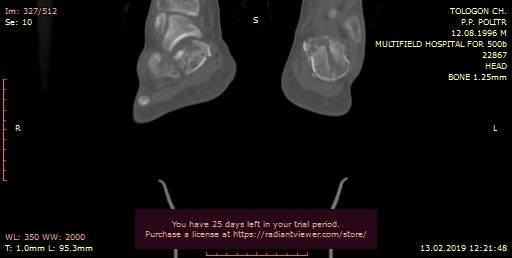 Im: 327/512
Se: 10
S
TOLOGON CH.
P.P. POLITR
12.08.1996 M
MULTIFIELD HOSPITAL FOR 500b
22867
HEAD
BONE 1.25mm
R
L
You have 25 days left in your trial period.
Purchase a license at https://radiantviewer.com/store/
WL: 350 WW: 2000
T: 1.0mm L: 95.3mm
13.02.2019 12:21:48